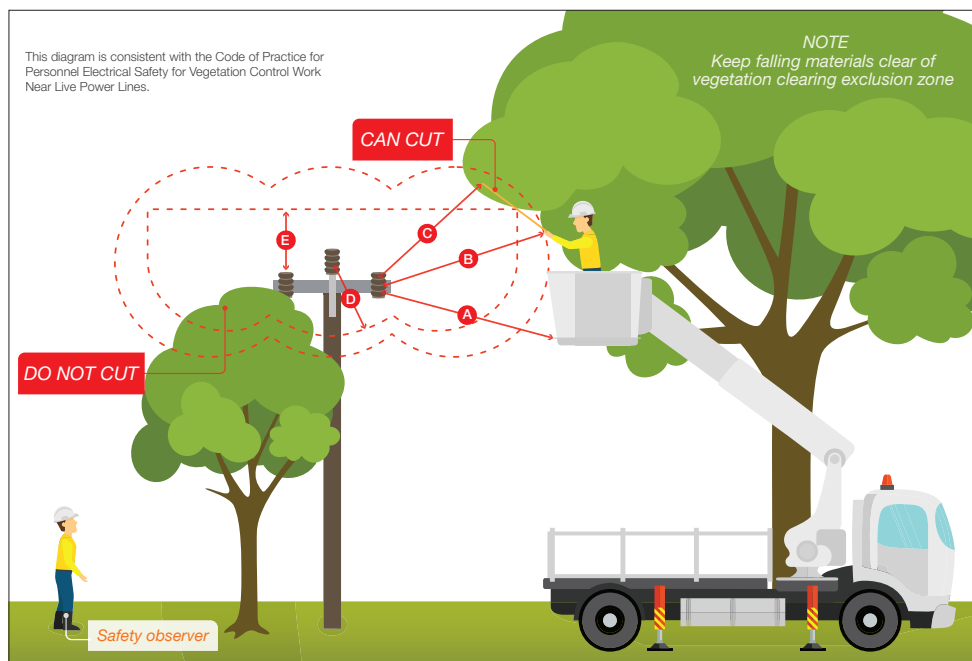 This diagram is consistent with the Code of Practice for
Personnel Electrical Safety for Vegetation Control Work
Near Live Power Lines.
NOTE
Keep falling materials clear of
vegetation clearing exclusion zone
CAN CUT
E
C
B
D
A
DO NOT CUT
Safety observer